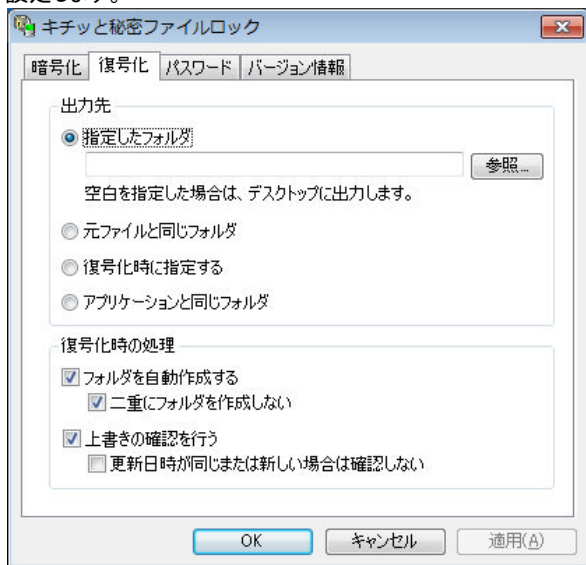 設定します。
キチッと秘密ファイルロック
暗号化 復号化 パスワード バージョン情報
出力先
指定したフォルダ
参照...
空白を指定した場合は、デスクトップに出力します。
元ファイルと同じフォルダ
復号化時に指定する
アプリケーションと同じフォルダ
復号化時の処理
フォルダを自動作成する
二重にフォルダを作成しない
上書きの確認を行う
更新日時が同じまたは新しい場合は確認しない
OK キャンセル 適用(A)